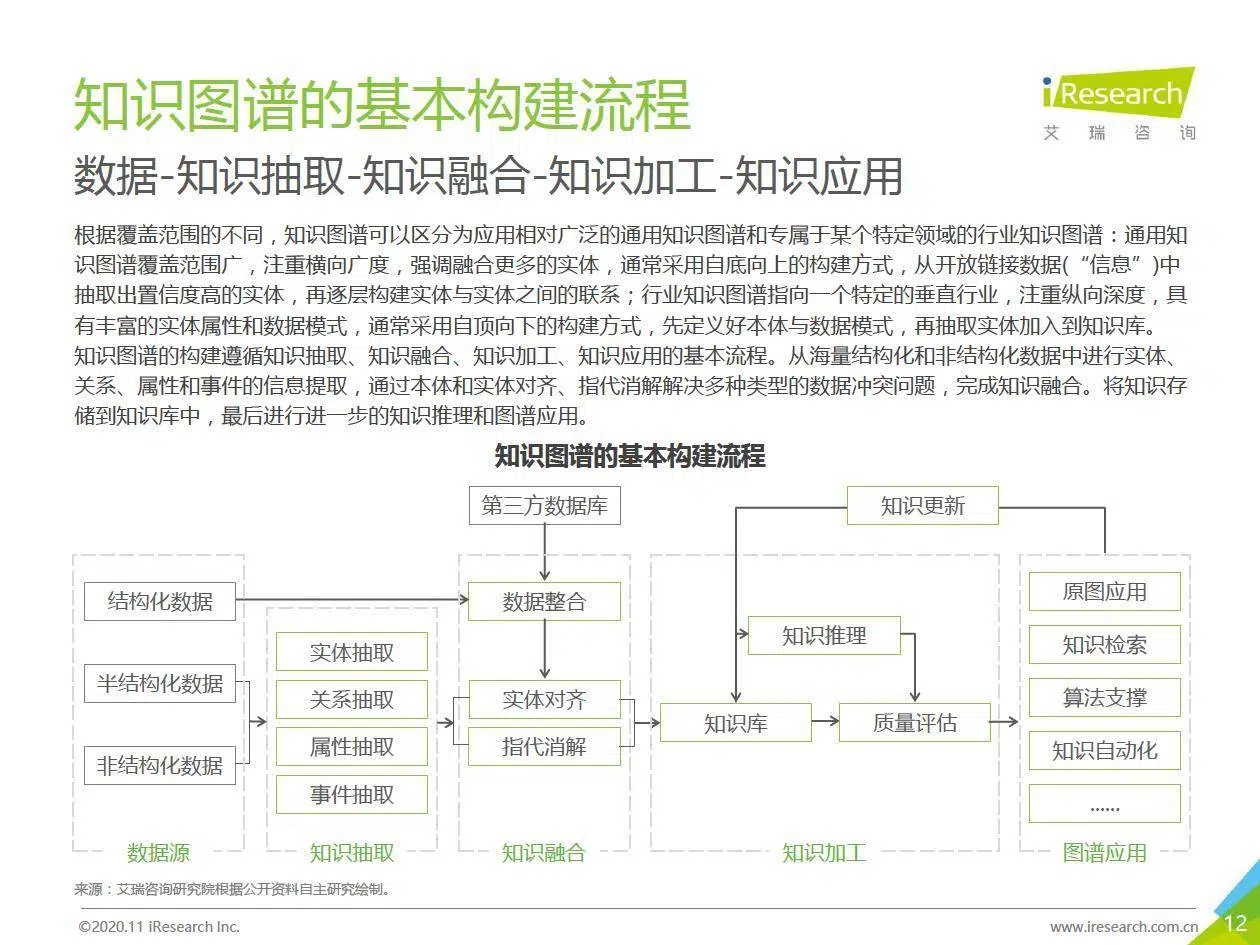 知识图谱的基本构建流程
iResearch
艾瑞咨询
数据-知识抽取-知识融合-知识加工-知识应用
根据覆盖范围的不同，知识图谱可以区分为应用相对广泛的通用知识图谱和专属于某个特定领域的行业知识图谱：通用知
识图谱覆盖范围广，注重横向广度，强调融合更多的实体，通常采用自底向上的构建方式，从开放链接数据(“信息”)中
抽取出置信度高的实体，再逐层构建实体与实体之间的联系；行业知识图谱指向一个特定的垂直行业，注重纵向深度，具
有丰富的实体属性和数据模式，通常采用自顶向下的构建方式，先定义好本体与数据模式，再抽取实体加入到知识库。
知识图谱的构建遵循知识抽取、知识融合、知识加工、知识应用的基本流程。从海量结构化和非结构化数据中进行实体、
关系、属性和事件的信息提取，通过本体和实体对齐、指代消解解决多种类型的数据冲突问题，完成知识融合。将知识存
储到知识库中，最后进行进一步的知识推理和图谱应用。
知识图谱的基本构建流程
第三方数据库
知识更新
结构化数据
半结构化数据
非结构化数据
数据源
实体抽取
关系抽取
属性抽取
事件抽取
知识抽取
数据整合
实体对齐
指代消解
知识融合
知识推理
知识库
质量评估
知识加工
原图应用
知识检索
算法支撑
知识自动化
......
图谱应用
来源：艾瑞咨询研究院根据公开资料自主研究绘制。
©2020.11 iResearch Inc.
www.iresearch.com.cn
12